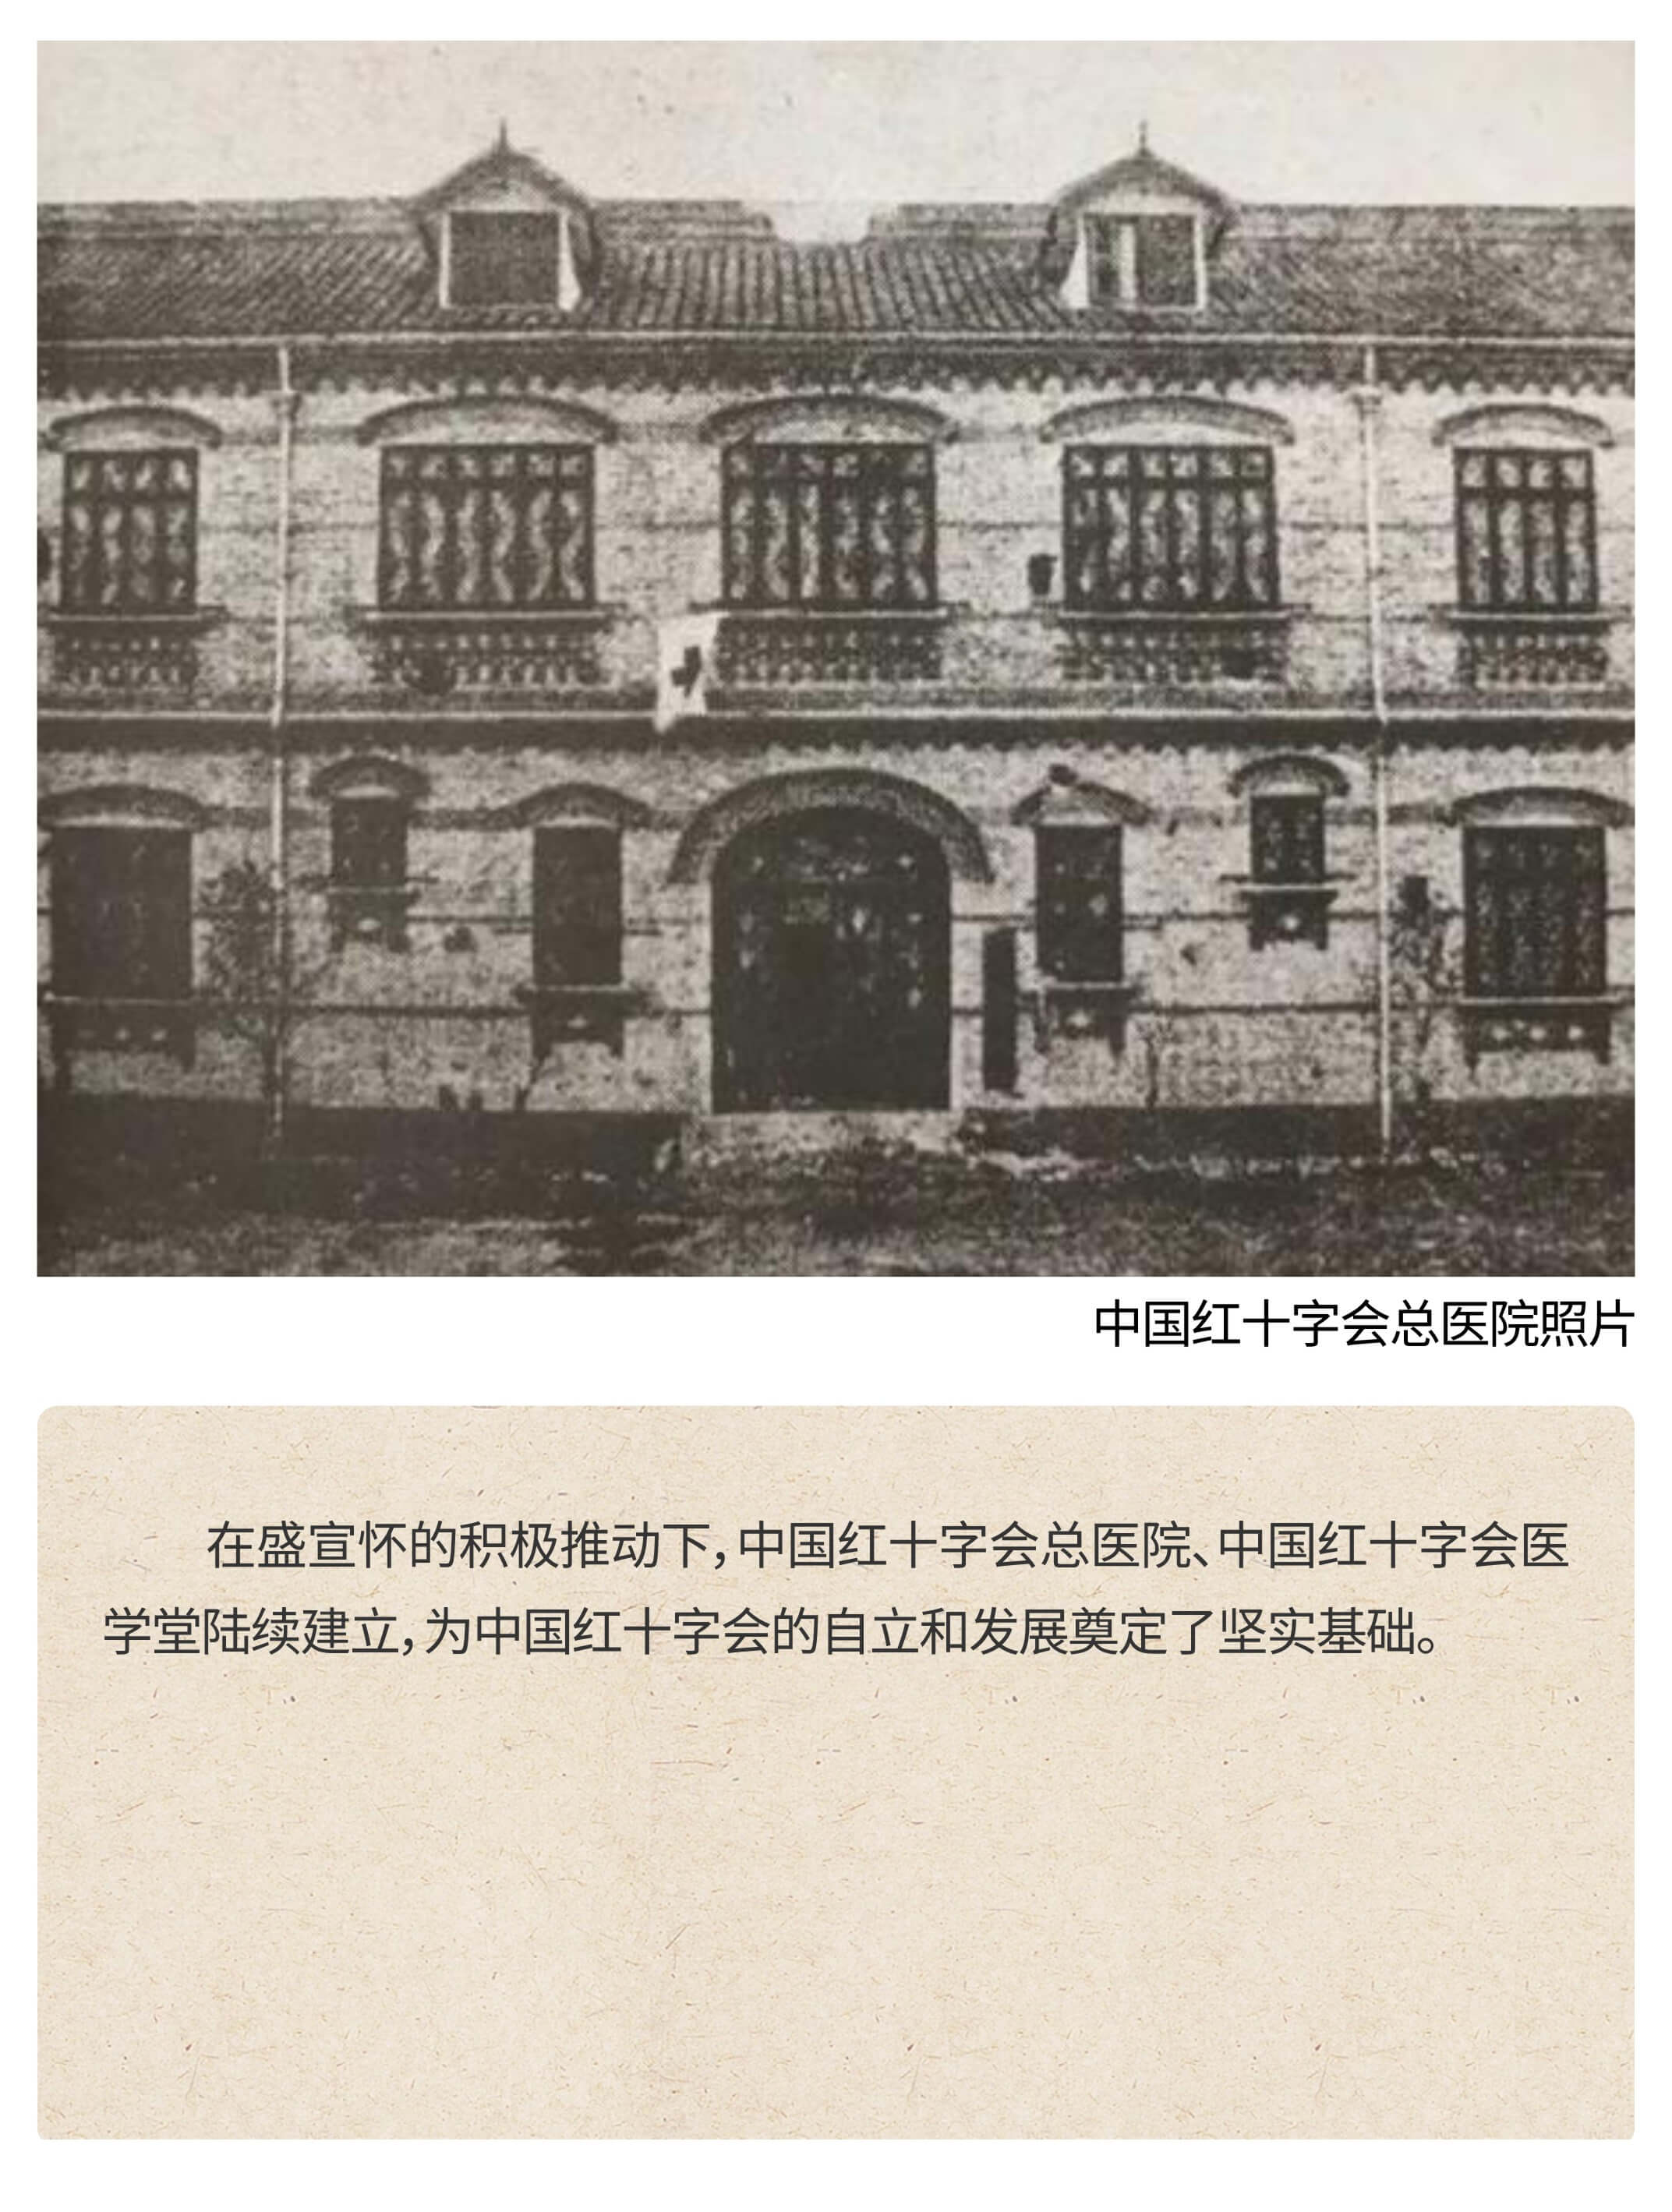 中国红十字会总医院照片
在盛宣怀的积极推动下，中国红十字会总医院、中国红十字会医
学堂陆续建立，为中国红十字会的自立和发展奠定了坚实基础。